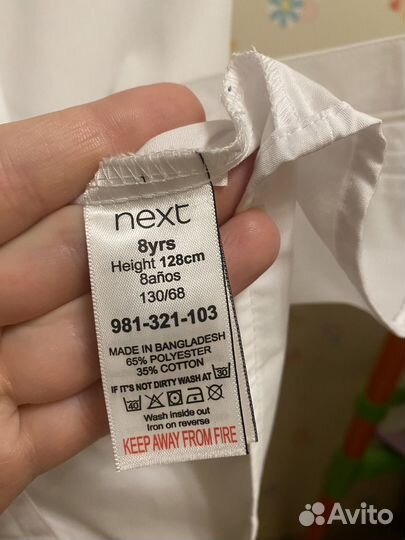 next
8yrs
Height 128cm
8años
130/68
981-321-103
MADE IN BANGLADESH
65% POLYESTER
35% COTTON
IF IT'S NOT DIRTY WASH AT 30
40
Wash inside out
Iron on reverse
KEEP AWAY FROM FIRE
Avito